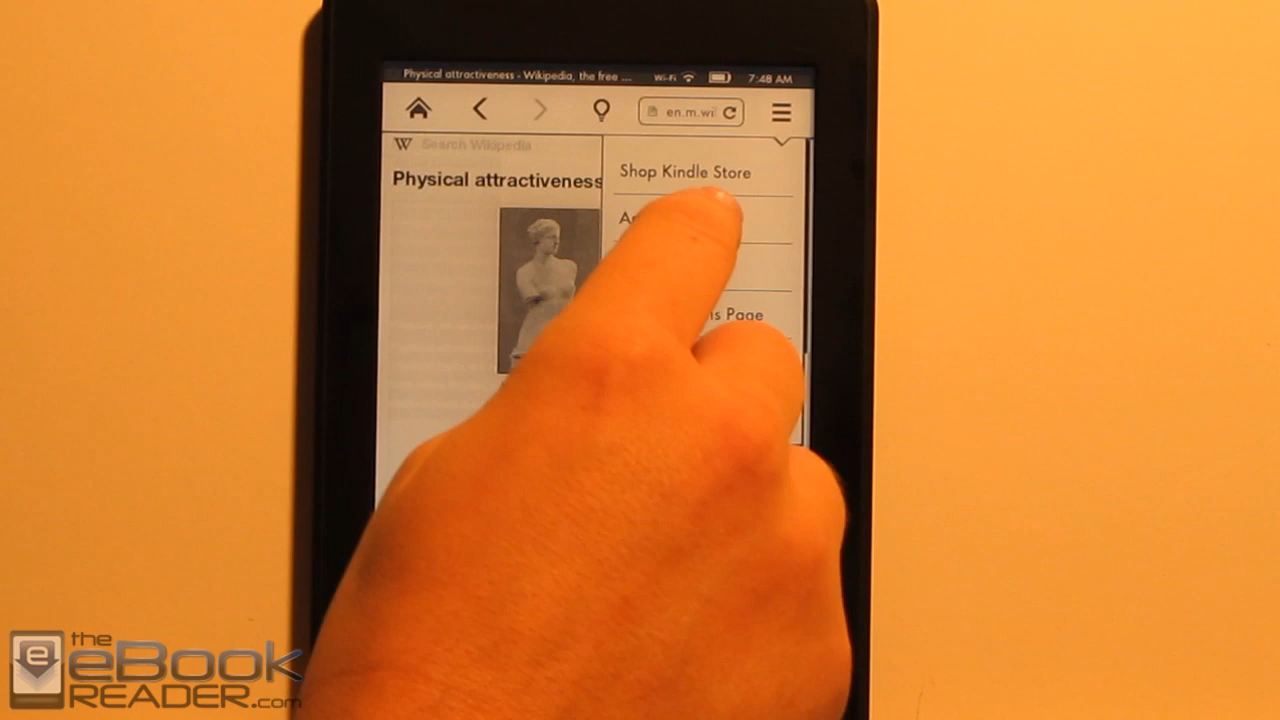 Physical attractiveness - Wikipedia, the free ... Wi-Fi 7:48 AM
en.m.wi
W Search Wikipedia
Shop Kindle Store
Physical attractiveness
Page
the
eBook
READER.com